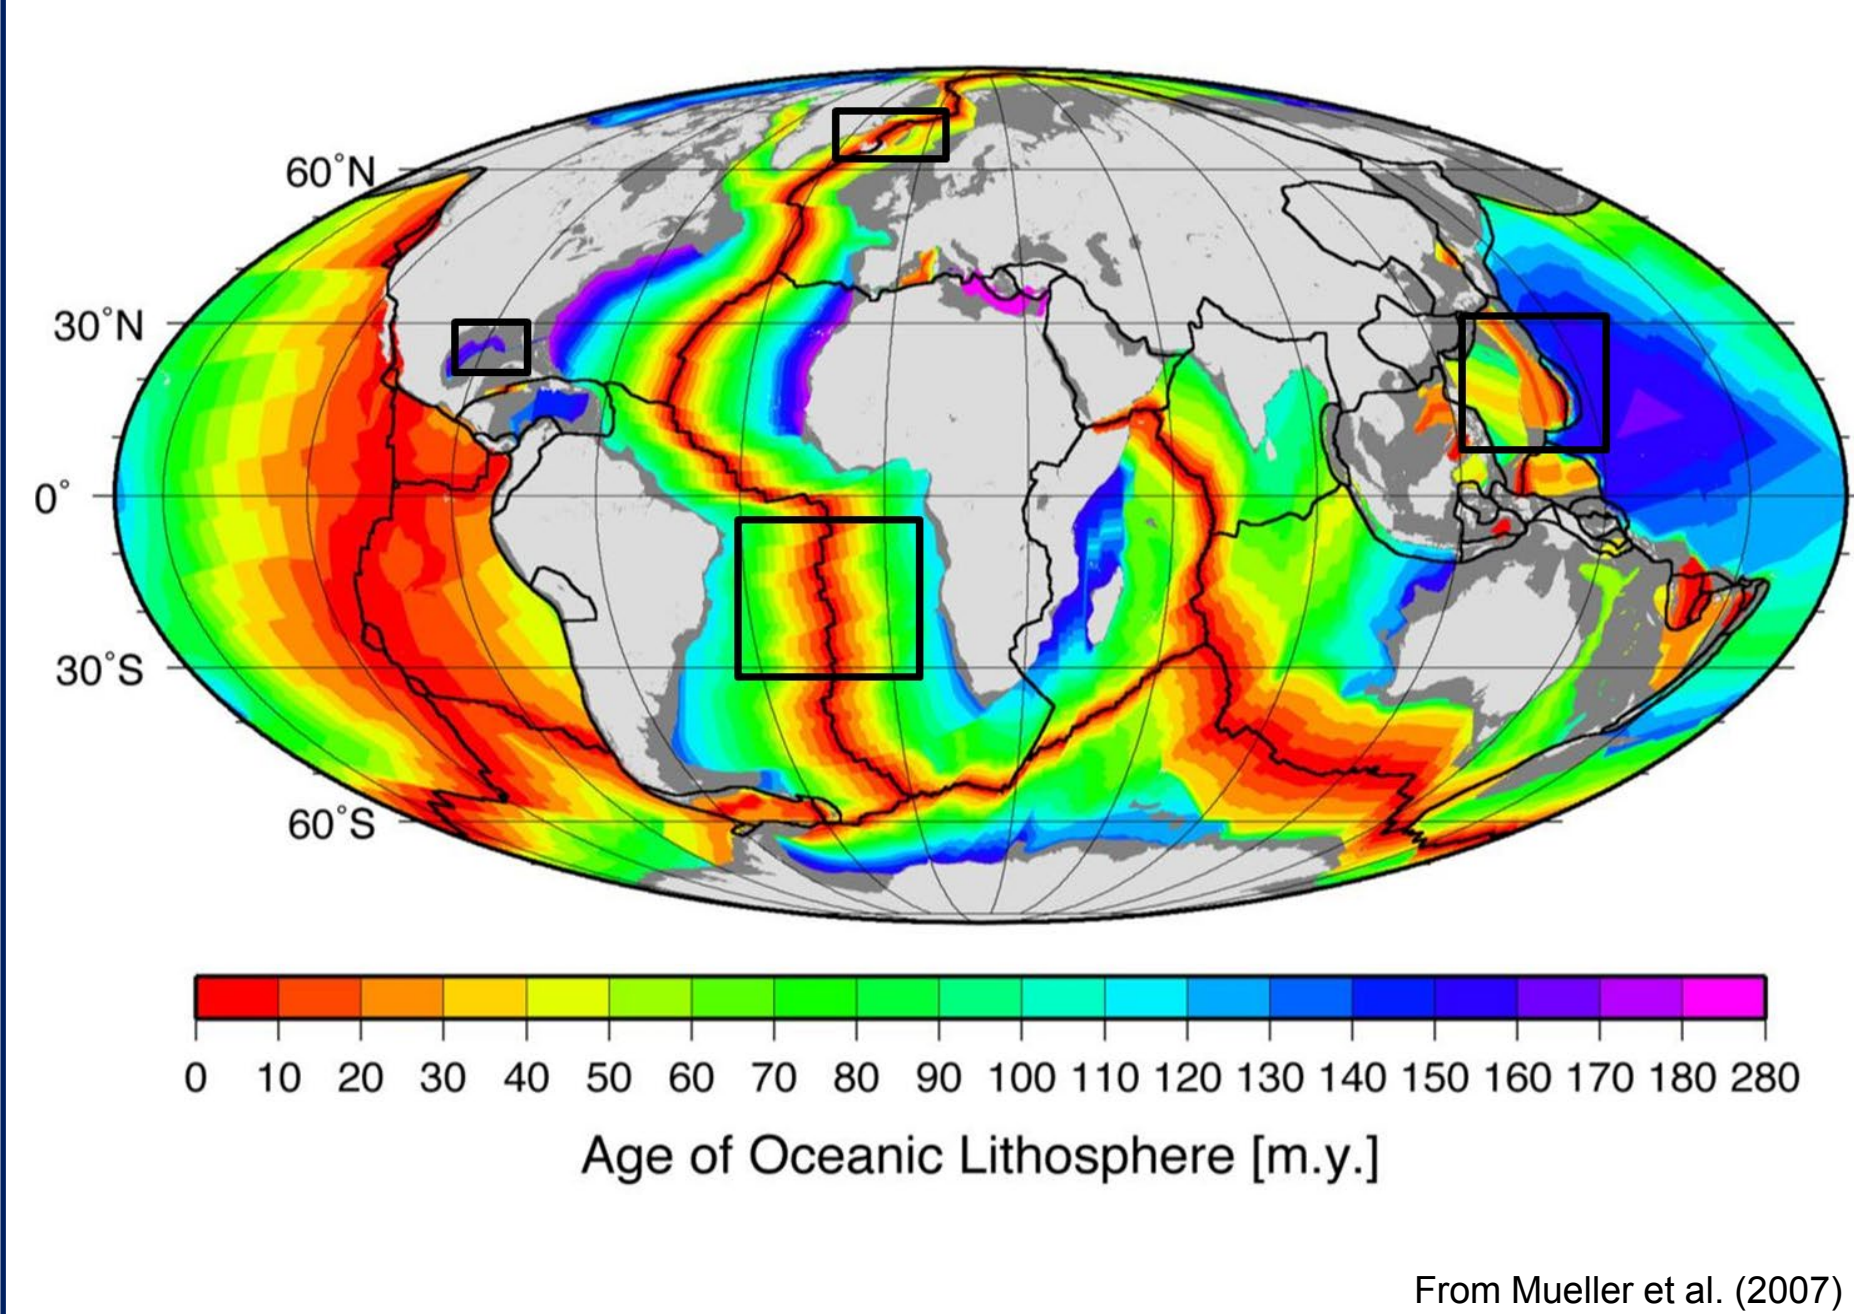 60°N
30°N
0°
30°S
60°S
0 10 20 30 40 50 60 70 80 90 100 110 120 130 140 150 160 170 180 280
Age of Oceanic Lithosphere [m.y.]
From Mueller et al. (2007)